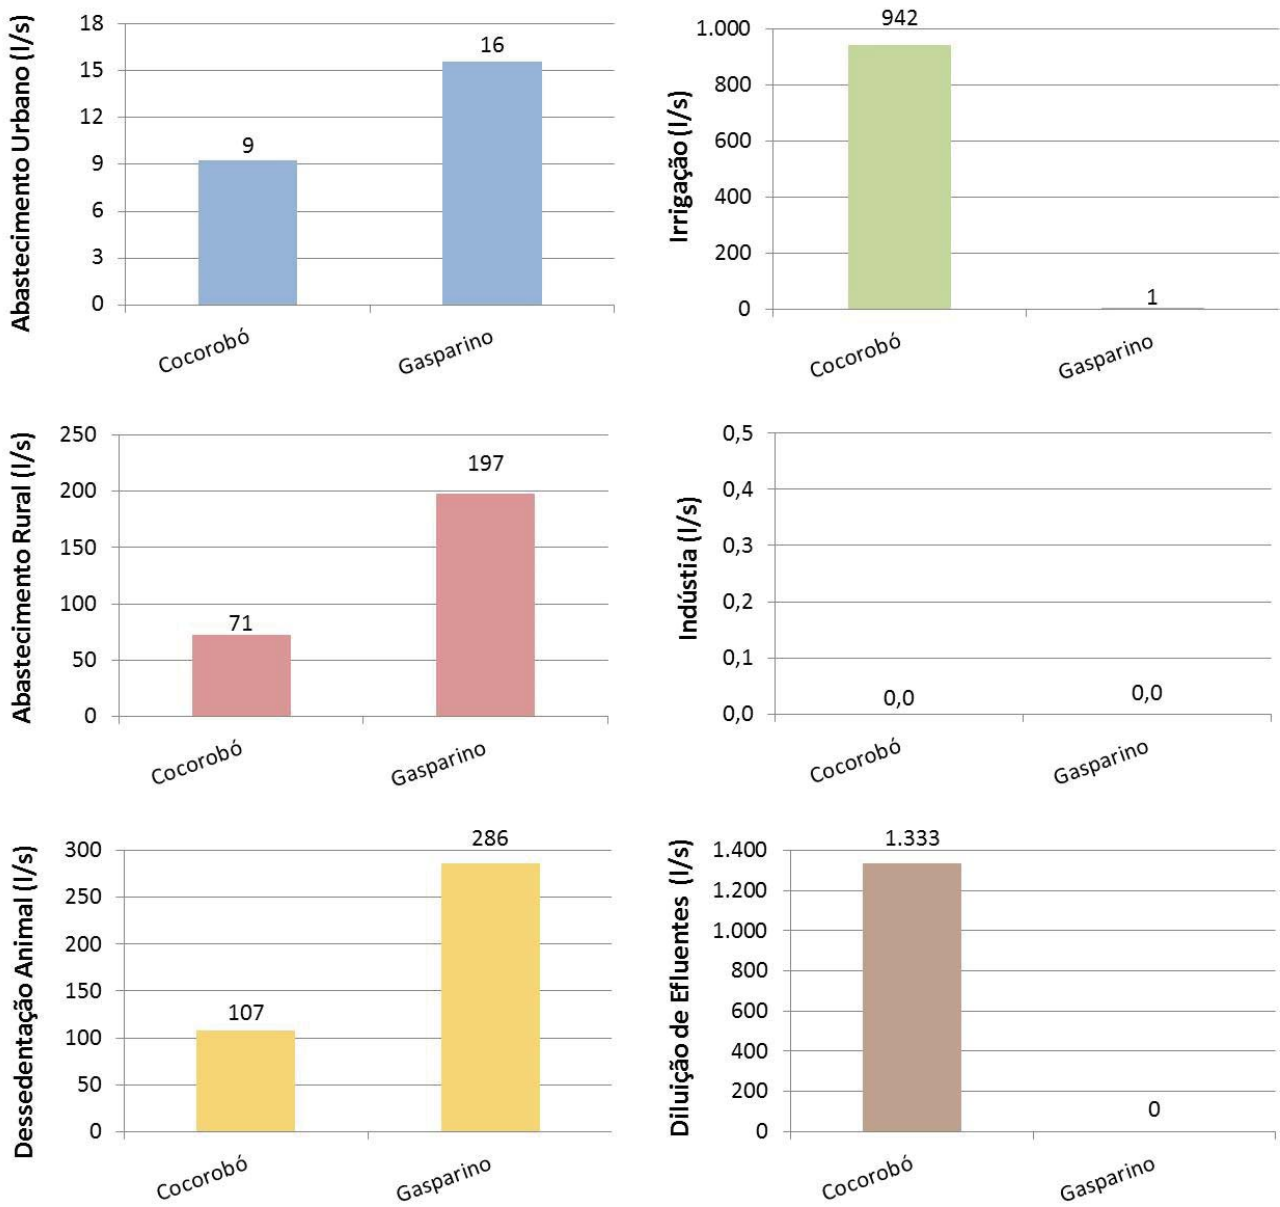 Abastecimento Urbano (l/s)
18
15
12
9
6
3
0
9
16
Cocorobó
Gasparino
Irrigação (l/s)
1.000
800
600
400
200
0
942
1
Cocorobó
Gasparino
Abastecimento Rural (l/s)
250
200
150
100
50
0
71
197
Cocorobó
Gasparino
Indústia (l/s)
0,5
0,4
0,3
0,2
0,1
0,0
0,0
0,0
Cocorobó
Gasparino
Dessedentação Animal (l/s)
300
250
200
150
100
50
0
107
286
Cocorobó
Gasparino
Diluição de Efluentes (l/s)
1.400
1.200
1.000
800
600
400
200
0
1.333
0
Cocorobó
Gasparino